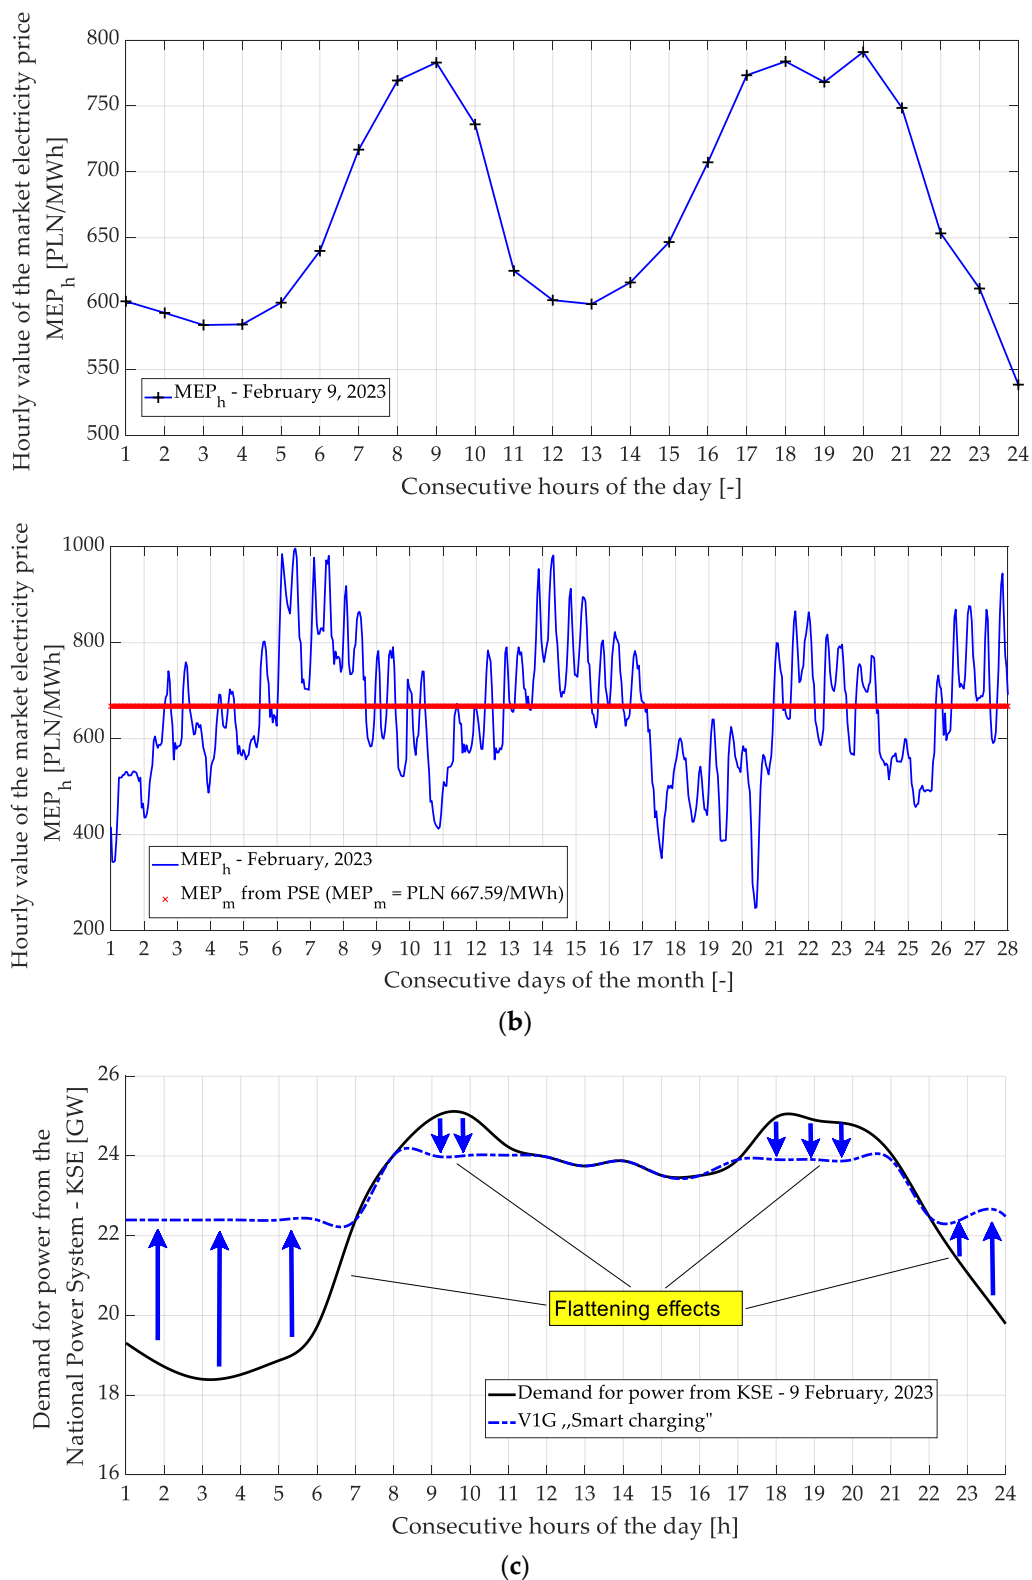 Hourly value of the market electricity price
MEPh [PLN/MWh]
800
750
700
650
600
550
500
MEPh - February 9, 2023
1 2 3 4 5 6 7 8 9 10 11 12 13 14 15 16 17 18 19 20 21 22 23 24
Consecutive hours of the day [-]
Hourly value of the market electricity price
MEPh [PLN/MWh]
1000
800
600
400
200
MEPh - February, 2023
MEPm from PSE (MEPm = PLN 667.59/MWh)
1 2 3 4 5 6 7 8 9 10 11 12 13 14 15 16 17 18 19 20 21 22 23 24 25 26 27 28
Consecutive days of the month [-]
(b)
Demand for power from the
National Power System - KSE [GW]
26
24
22
20
18
16
Flattening effects
Demand for power from KSE - 9 February, 2023
V1G ,,Smart charging"
1 2 3 4 5 6 7 8 9 10 11 12 13 14 15 16 17 18 19 20 21 22 23 24
Consecutive hours of the day [h]
(c)